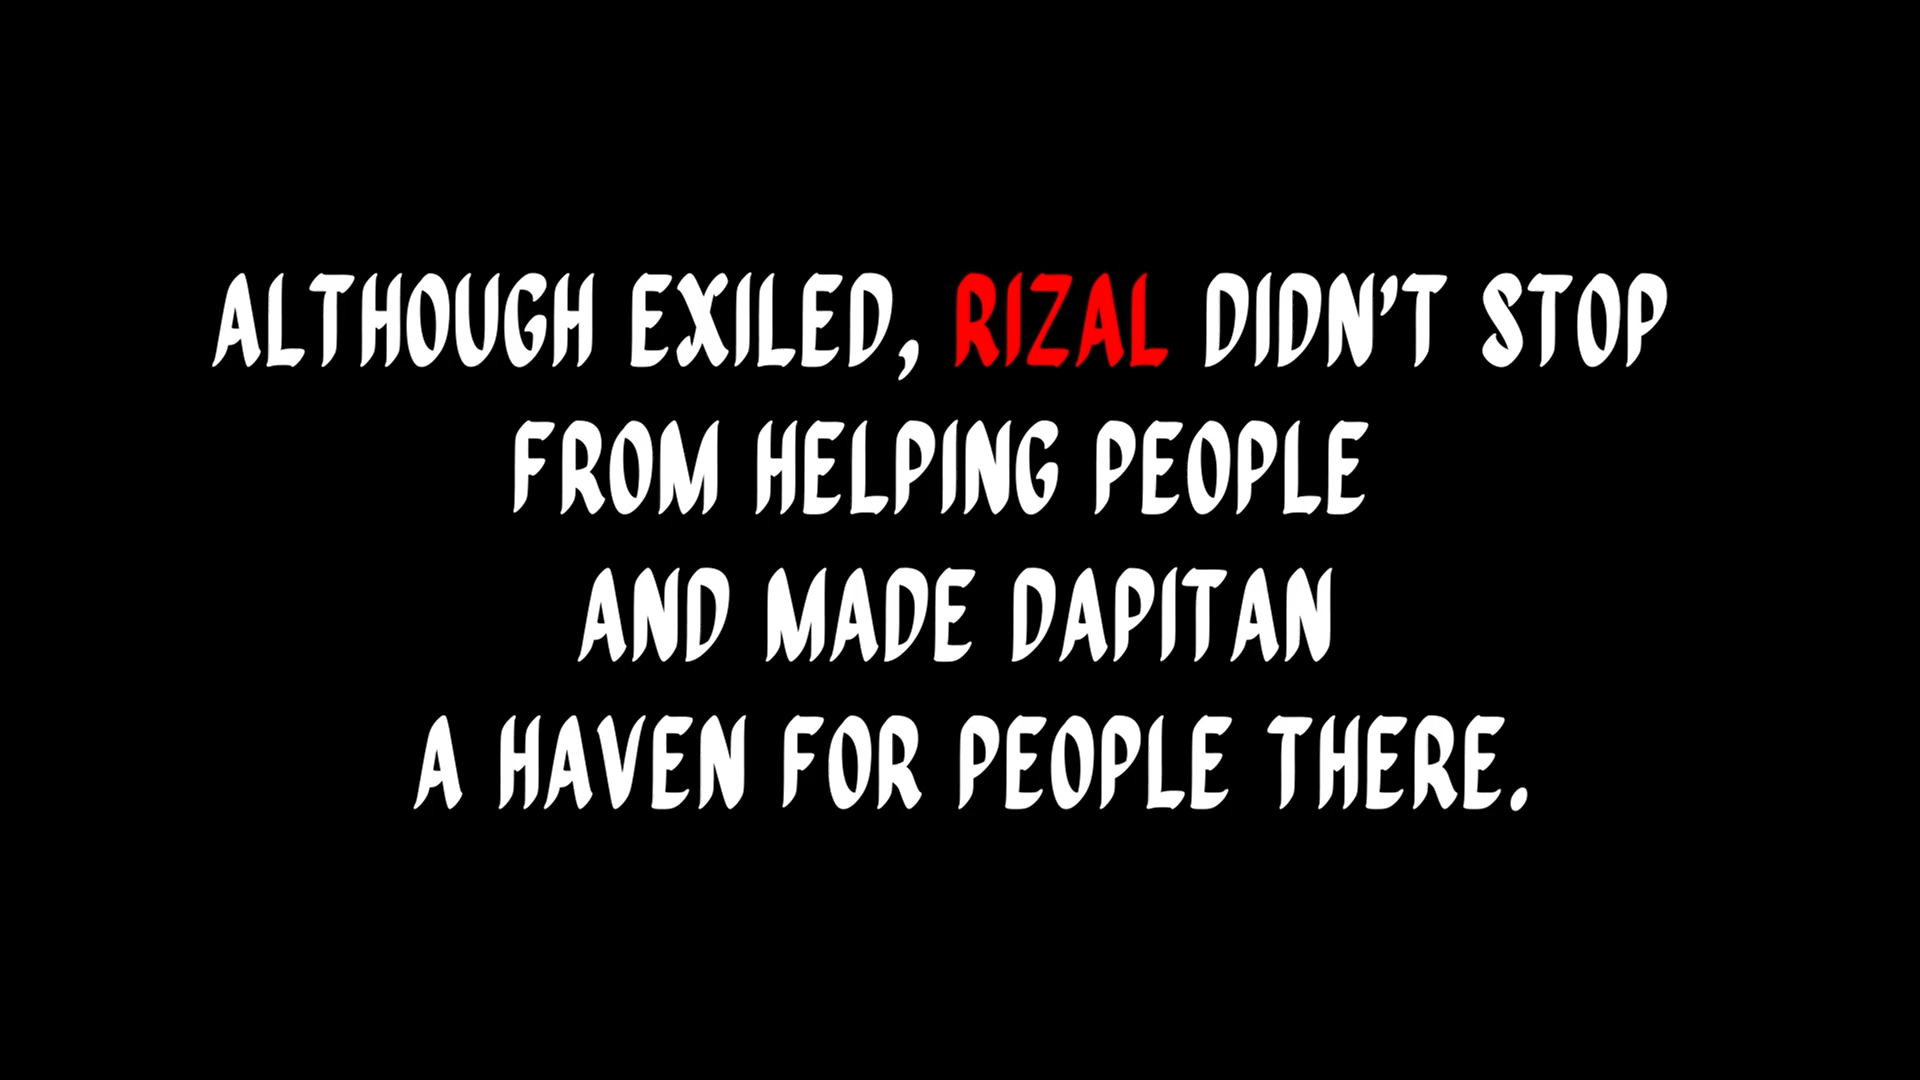 ALTHOUGH EXILED, RIZAL DIDN'T STOP
FROM HELPING PEOPLE
AND MADE DAPITAN
A HAVEN FOR PEOPLE THERE.